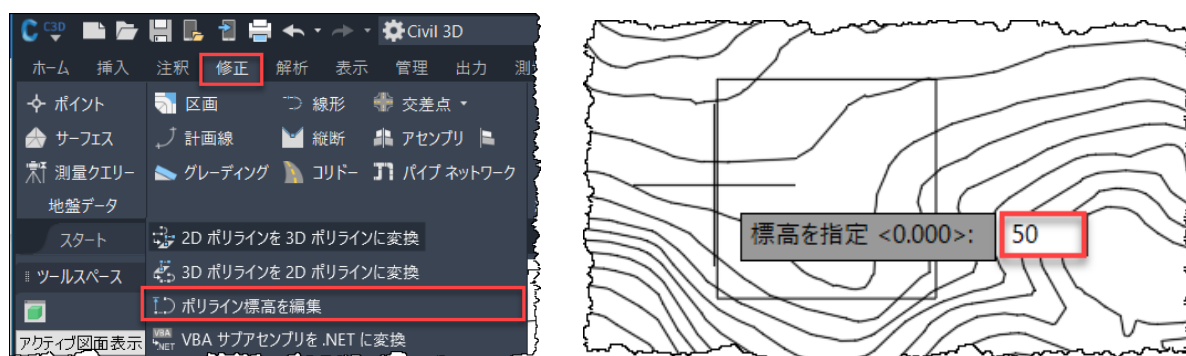 C3D Civil 3D
ホーム 挿入 注釈 修正 解析 表示 管理 出力
ポイント 区画 線形 交差点
サーフェス 計画線 縦断 アセンブリ
測量クエリー グレーディング コリドー パイプ ネットワーク
地盤データ
スタート
2D ポリラインを 3D ポリラインに変換
ツールスペース
3D ポリラインを 2D ポリラインに変換
ポリライン標高を編集
アクティブ図面表示
VBA サブアセンブリを .NET に変換
標高を指定 <0.000>: 50